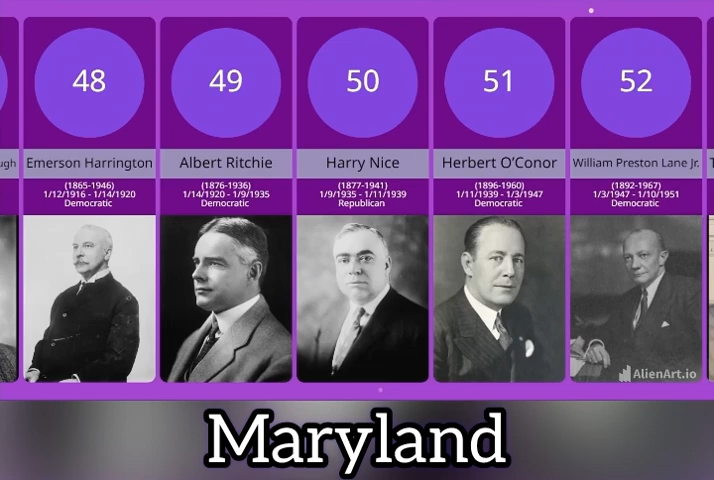 48
49
50
51
52
ugh
Emerson Harrington
Albert Ritchie
Harry Nice
Herbert O'Conor
William Preston Lane Jr.
(1865-1946)
1/12/1916 - 1/14/1920
Democratic
(1876-1936)
1/14/1920 - 1/9/1935
Democratic
(1877-1941)
1/9/1935 - 1/11/1939
Republican
(1896-1960)
1/11/1939 - 1/3/1947
Democratic
(1892-1967)
1/3/1947 - 1/10/1951
Democratic
AlienArt.io
Maryland